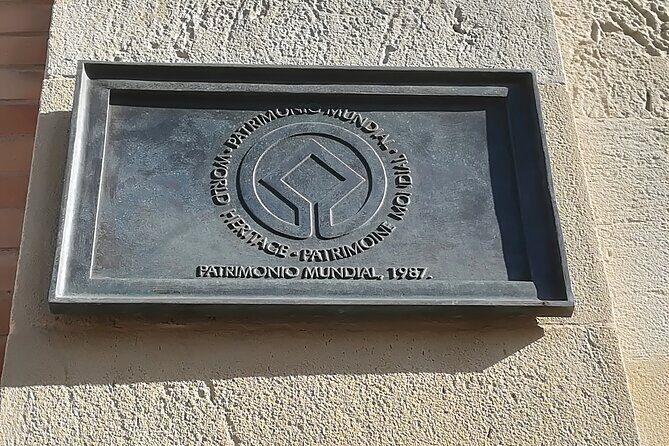 PATRIMONIO MUNDIAL • WORLD HERITAGE • PATRIMOINE MONDIAL •
PATRIMONIO MUNDIAL, 1987.